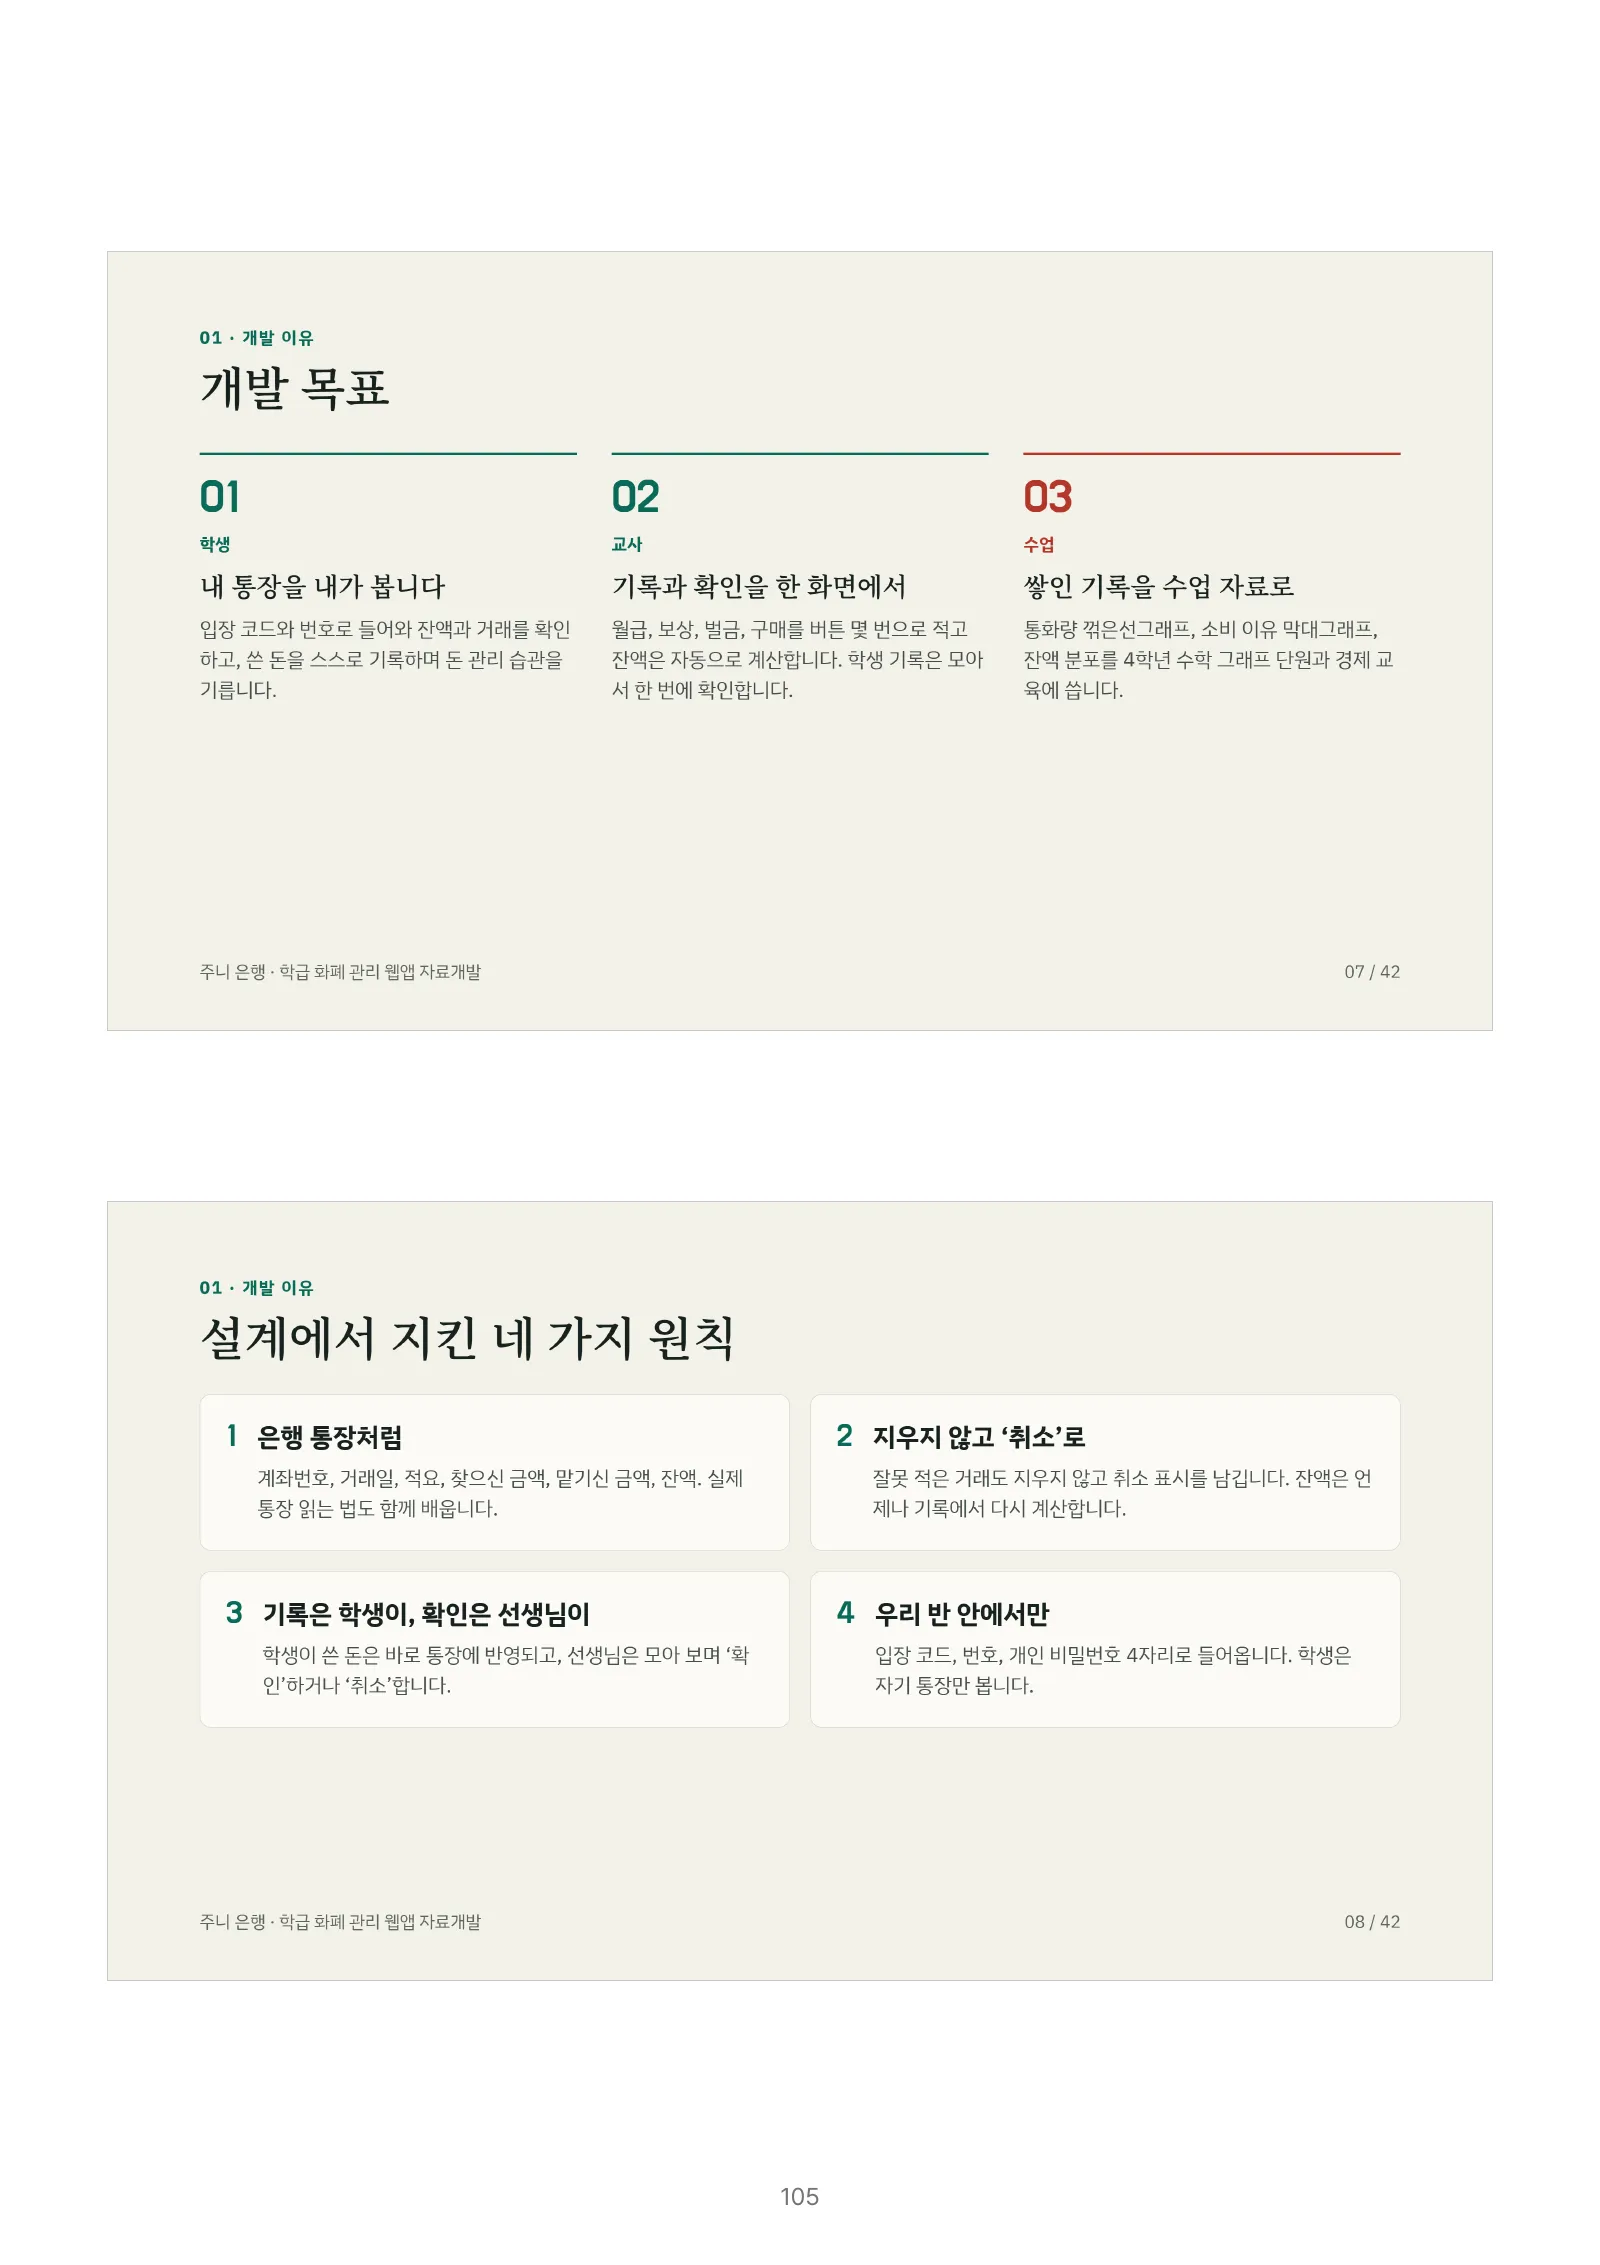 01 · 개발 이유
개발 목표
01
학생
내 통장을 내가 봅니다
입장 코드와 번호로 들어와 잔액과 거래를 확인
하고, 쓴 돈을 스스로 기록하며 돈 관리 습관을
기릅니다.
02
교사
기록과 확인을 한 화면에서
월급, 보상, 벌금, 구매를 버튼 몇 번으로 적고
잔액은 자동으로 계산합니다. 학생 기록은 모아
서 한 번에 확인합니다.
03
수업
쌓인 기록을 수업 자료로
통화량 꺾은선그래프, 소비 이유 막대그래프,
잔액 분포를 4학년 수학 그래프 단원과 경제 교
육에 씁니다.
주니 은행 · 학급 화폐 관리 웹앱 자료개발
07 / 42
01 · 개발 이유
설계에서 지킨 네 가지 원칙
1 은행 통장처럼
계좌번호, 거래일, 적요, 찾으신 금액, 맡기신 금액, 잔액. 실제
통장 읽는 법도 함께 배웁니다.
2 지우지 않고 ‘취소’로
잘못 적은 거래도 지우지 않고 취소 표시를 남깁니다. 잔액은 언
제나 기록에서 다시 계산합니다.
3 기록은 학생이, 확인은 선생님이
학생이 쓴 돈은 바로 통장에 반영되고, 선생님은 모아 보며 ‘확
인’하거나 ‘취소’합니다.
4 우리 반 안에서만
입장 코드, 번호, 개인 비밀번호 4자리로 들어옵니다. 학생은
자기 통장만 봅니다.
주니 은행 · 학급 화폐 관리 웹앱 자료개발
08 / 42
105